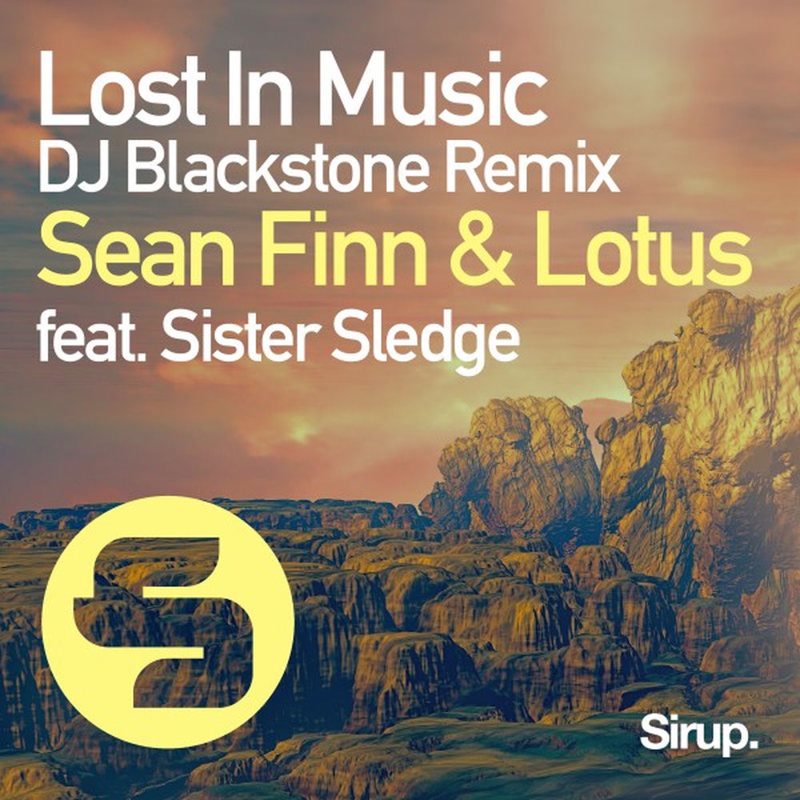 Lost In Music
DJ Blackstone Remix
Sean Finn & Lotus
feat. Sister Sledge
Sirup.